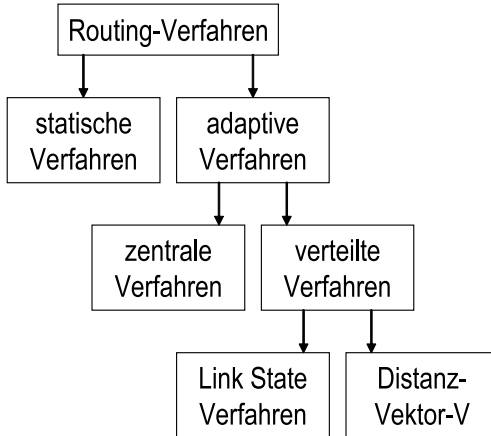 Routing-Verfahren
statische
Verfahren
adaptive
Verfahren
zentrale
Verfahren
verteilte
Verfahren
Link State
Verfahren
Distanz-
Vektor-V